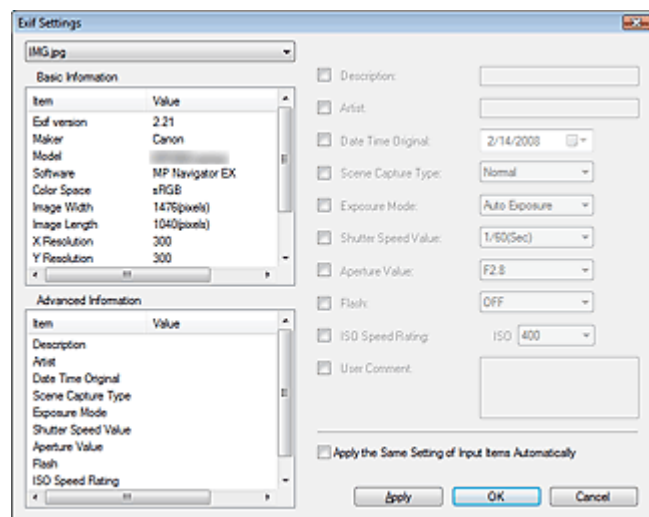 Exif Settings
IMG.jpg
Basic Information
Item Value
Exif version 2.21
Maker Canon
Model
Software MP Navigator EX
Color Space sRGB
Image Width 1476(pixels)
Image Length 1040(pixels)
X Resolution 300
Y Resolution 300
Advanced Information
Item Value
Description
Artist
Date Time Original
Scene Capture Type
Exposure Mode
Shutter Speed Value
Aperture Value
Flash
ISO Speed Rating
Description:
Artist:
Date Time Original: 2/14/2008
Scene Capture Type: Normal
Exposure Mode: Auto Exposure
Shutter Speed Value: 1/60(Sec)
Aperture Value: F2.8
Flash: OFF
ISO Speed Rating: ISO 400
User Comment:
Apply the Same Setting of Input Items Automatically
Apply OK Cancel